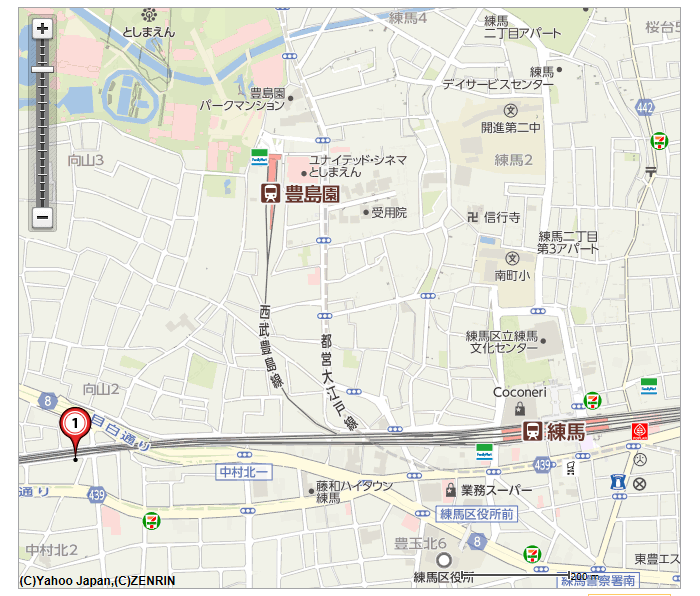 としまえん
練馬4
練馬
二丁目アパート
桜台5
練馬
デイサービスセンター
豊島園
パークマンション
442
開進第二中
向山3
FamilyMart
ユナイテッド・シネマ
としまえん
練馬2
豊島園
受用院
信行寺
練馬二丁目
第3アパート
南町小
西武豊島線
都営大江戸線
練馬区立練馬
文化センター
向山2
Coconeri
8
目白通り
1
練馬
中村北一
439
藤和ハイタウン
練馬
業務スーパー
通り
439
練馬区役所前
中村北2
豊玉北6
8
東豊エス
練馬区役所
200 m
練馬警察署南
(C)Yahoo Japan,(C)ZENRIN